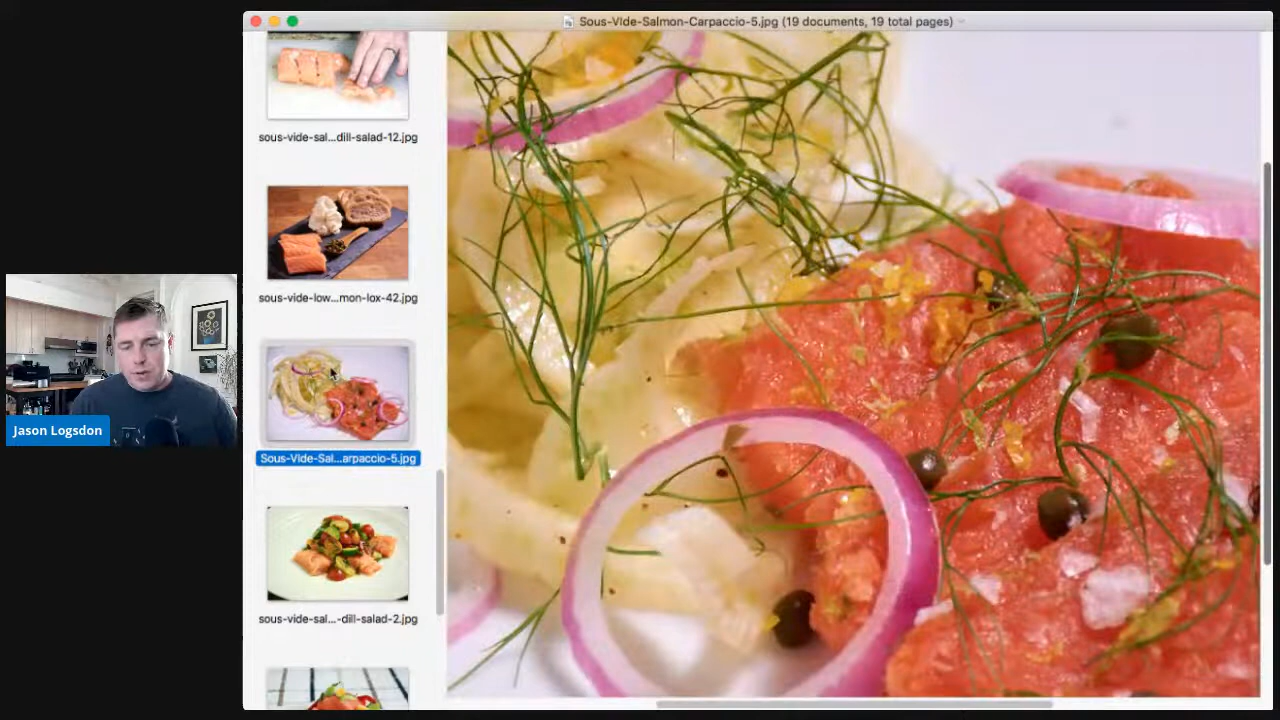 Sous-Vide-Salmon-Carpaccio-5.jpg (19 documents, 19 total pages)
sous-vide-sal...dill-salad-12.jpg
sous-vide-low...mon-lox-42.jpg
Sous-Vide-Sal...arpaccio-5.jpg
sous-vide-sal...-dill-salad-2.jpg
Jason Logsdon